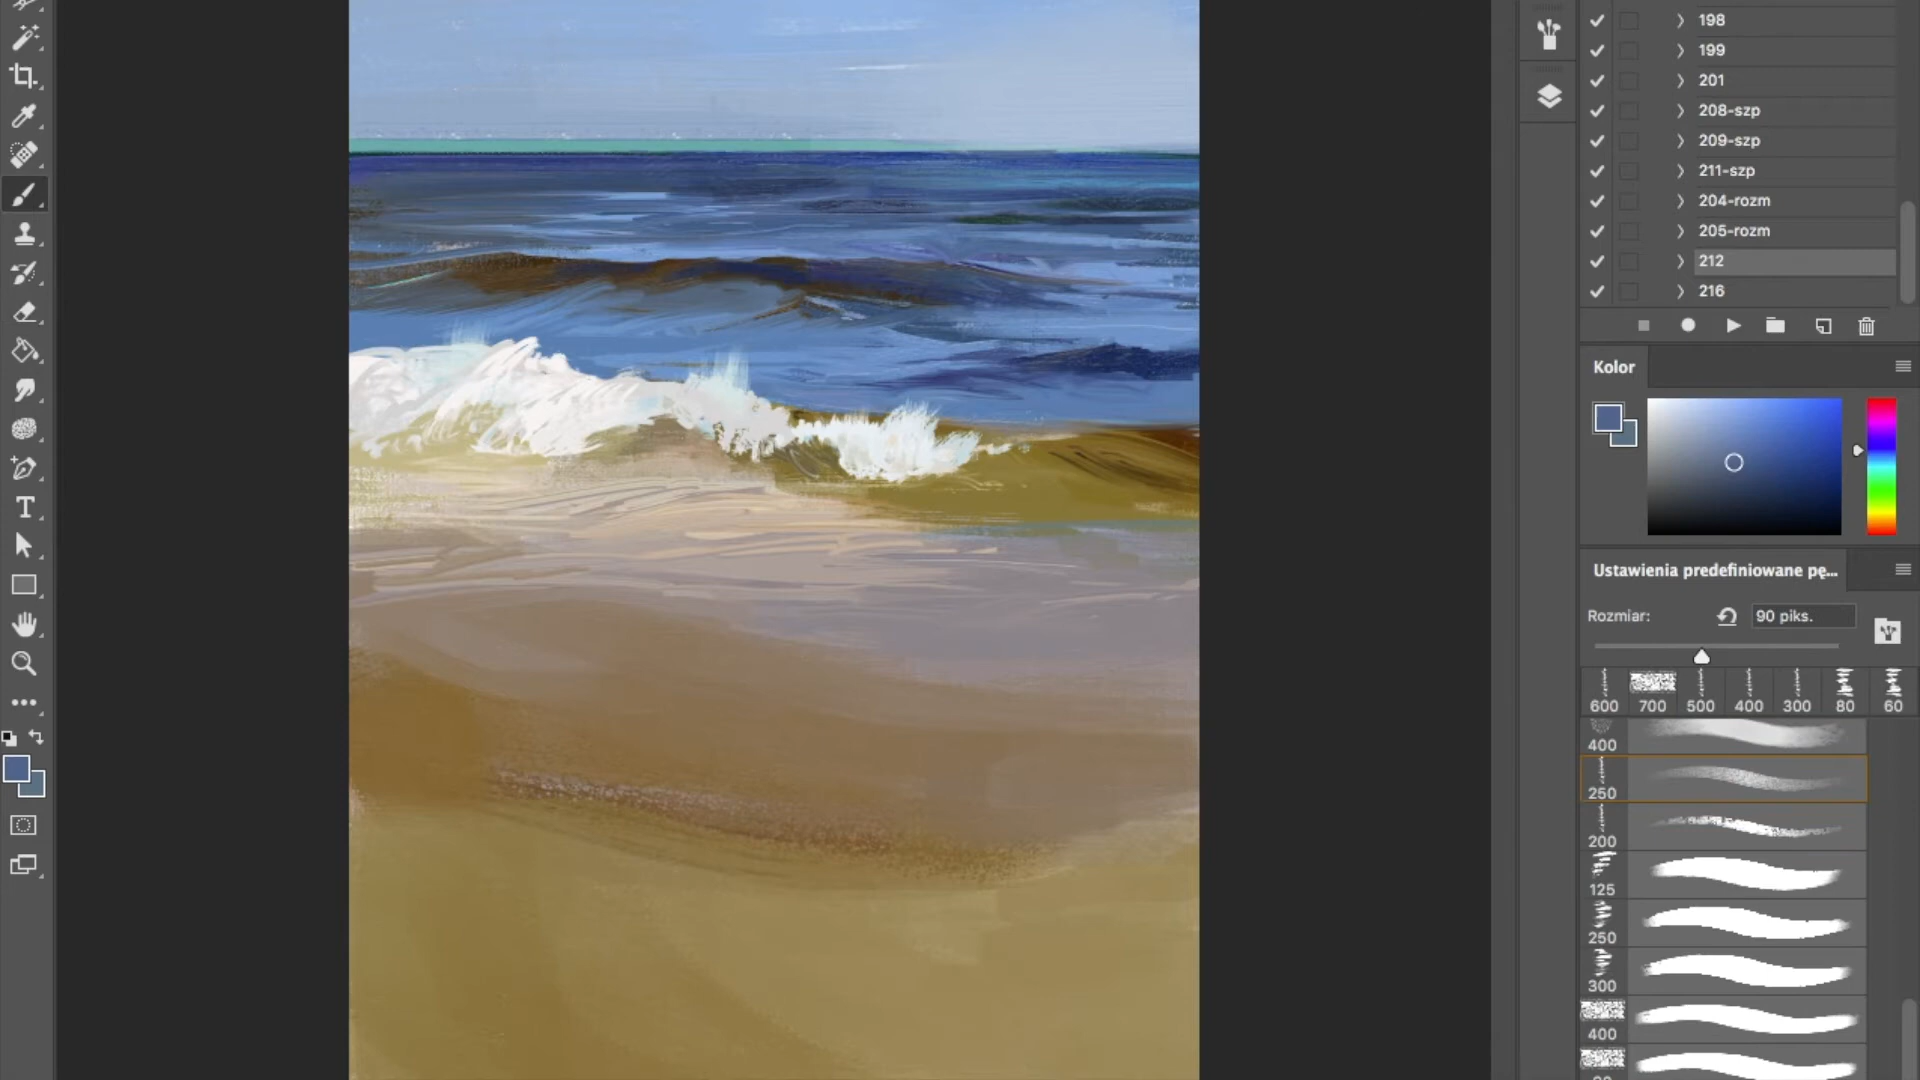 198
199
201
208-szp
209-szp
211-szp
204-rozm
205-rozm
212
216
Kolor
Ustawienia predefiniowane pę...
Rozmiar:
90 piks.
600 700 500 400 300 80 60
400
250
200
125
250
300
400